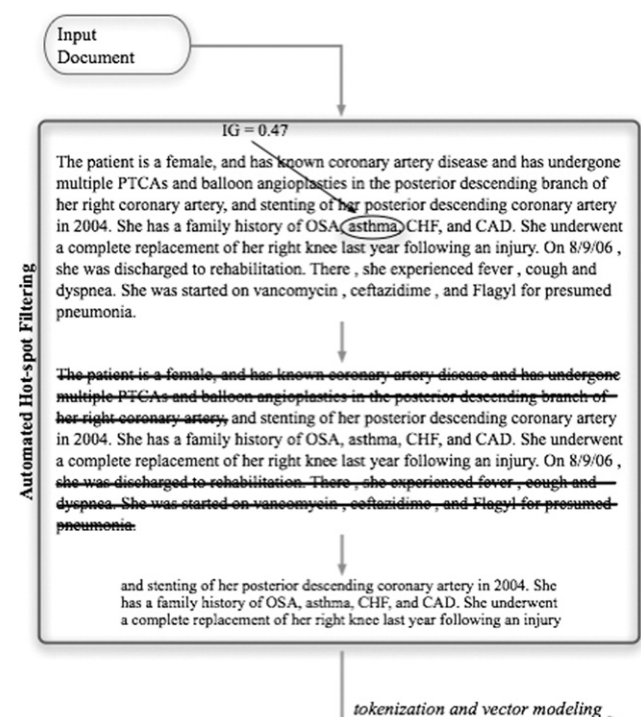 Input
Document
IG = 0.47
The patient is a female, and has known coronary artery disease and has undergone
multiple PTCAs and balloon angioplasties in the posterior descending branch of
her right coronary artery, and stenting of her posterior descending coronary artery
in 2004. She has a family history of OSA, asthma, CHF, and CAD. She underwent
a complete replacement of her right knee last year following an injury. On 8/9/06 ,
she was discharged to rehabilitation. There , she experienced fever , cough and
dyspnea. She was started on vancomycin , ceftazidime , and Flagyl for presumed
pneumonia.
Automated Hot-spot Filtering
The patient is a female, and has known coronary artery disease and has undergone
multiple PTCAs and balloon angioplasties in the posterior descending branch of
her right coronary artery, and stenting of her posterior descending coronary artery
in 2004. She has a family history of OSA, asthma, CHF, and CAD. She underwent
a complete replacement of her right knee last year following an injury. On 8/9/06 ,
she was discharged to rehabilitation. There , she experienced fever , cough and
dyspnea. She was started on vancomycin , ceftazidime , and Flagyl for presumed
pneumonia.
and stenting of her posterior descending coronary artery in 2004. She
has a family history of OSA, asthma, CHF, and CAD. She underwent
a complete replacement of her right knee last year following an injury
tokenization and vector modeling